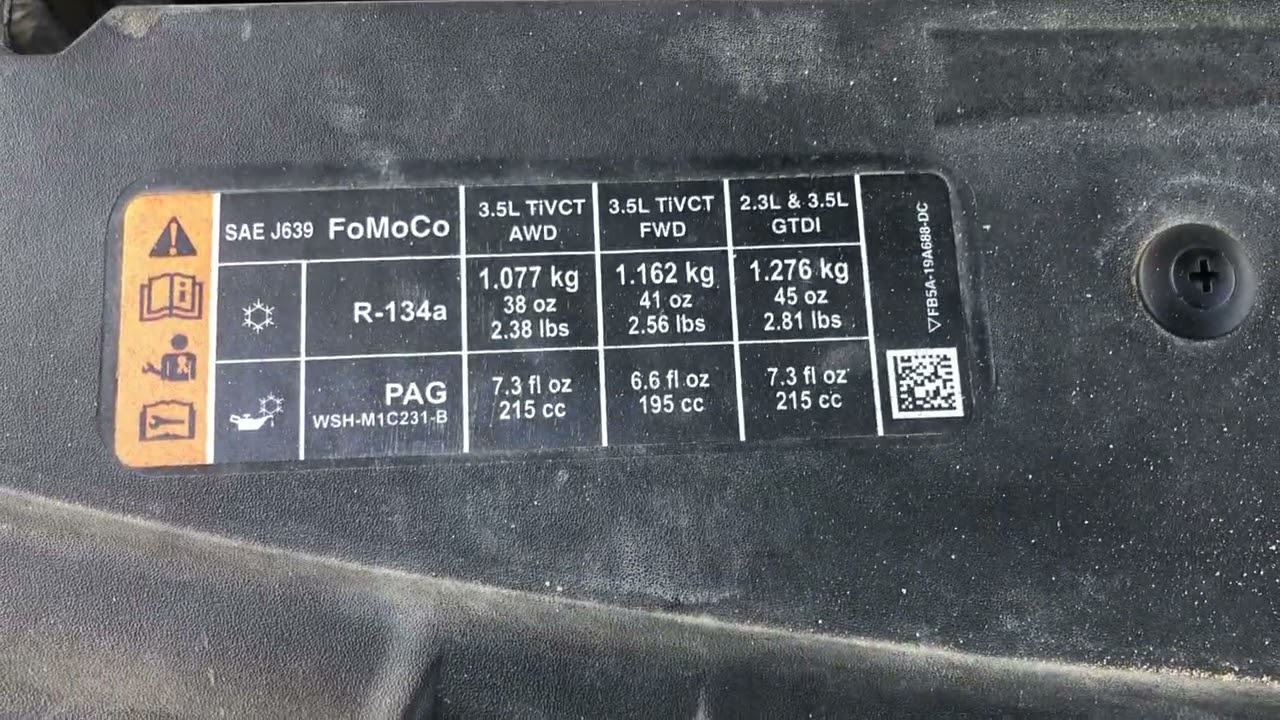 SAE J639 FoMoCo
3.5L TiVCT
AWD
3.5L TiVCT
FWD
2.3L & 3.5L
GTDI
R-134a
1.077 kg
38 oz
2.38 lbs
1.162 kg
41 oz
2.56 lbs
1.276 kg
45 oz
2.81 lbs
PAG
WSH-M1C231-B
7.3 fl oz
215 cc
6.6 fl oz
195 cc
7.3 fl oz
215 cc
▽FB5A-19A688-DC